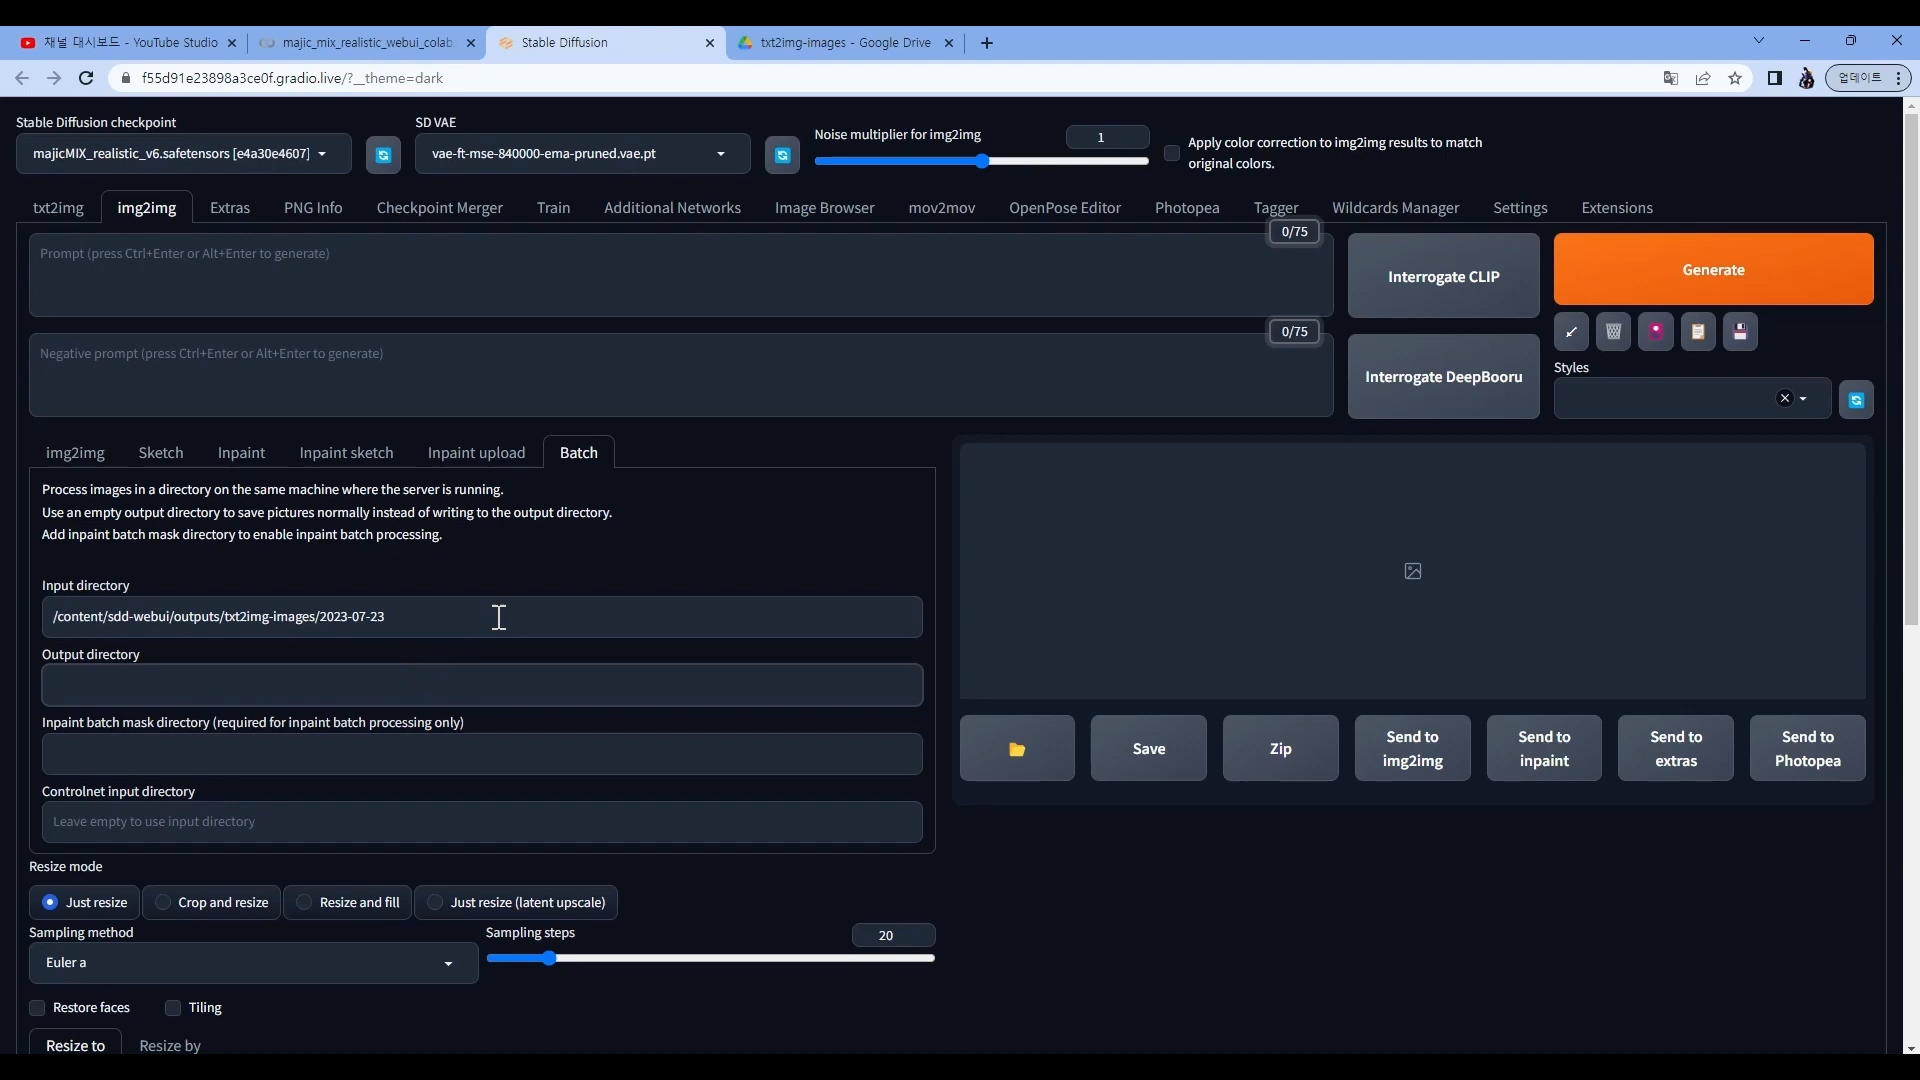 채널 대시보드 - YouTube Studio
majic_mix_realistic_webui_colab.
Stable Diffusion
txt2img-images - Google Drive
f55d91e23898a3ce0f.gradio.live/?__theme=dark
업데이트
Stable Diffusion checkpoint
majicMIX_realistic_v6.safetensors [e4a30e4607]
SD VAE
vae-ft-mse-840000-ema-pruned.vae.pt
Noise multiplier for img2img
1
Apply color correction to img2img results to match
original colors.
txt2img
img2img
Extras
PNG Info
Checkpoint Merger
Train
Additional Networks
Image Browser
mov2mov
OpenPose Editor
Photopea
Tagger
Wildcards Manager
Settings
Extensions
Prompt (press Ctrl+Enter or Alt+Enter to generate)
0/75
Interrogate CLIP
Generate
Negative prompt (press Ctrl+Enter or Alt+Enter to generate)
0/75
Interrogate DeepBooru
Styles
img2img
Sketch
Inpaint
Inpaint sketch
Inpaint upload
Batch
Process images in a directory on the same machine where the server is running.
Use an empty output directory to save pictures normally instead of writing to the output directory.
Add inpaint batch mask directory to enable inpaint batch processing.
Input directory
/content/sdd-webui/outputs/txt2img-images/2023-07-23
Output directory
Inpaint batch mask directory (required for inpaint batch processing only)
Controlnet input directory
Leave empty to use input directory
Save
Zip
Send to
img2img
Send to
inpaint
Send to
extras
Send to
Photopea
Resize mode
Just resize
Crop and resize
Resize and fill
Just resize (latent upscale)
Sampling method
Euler a
Sampling steps
20
Restore faces
Tiling
Resize to
Resize by